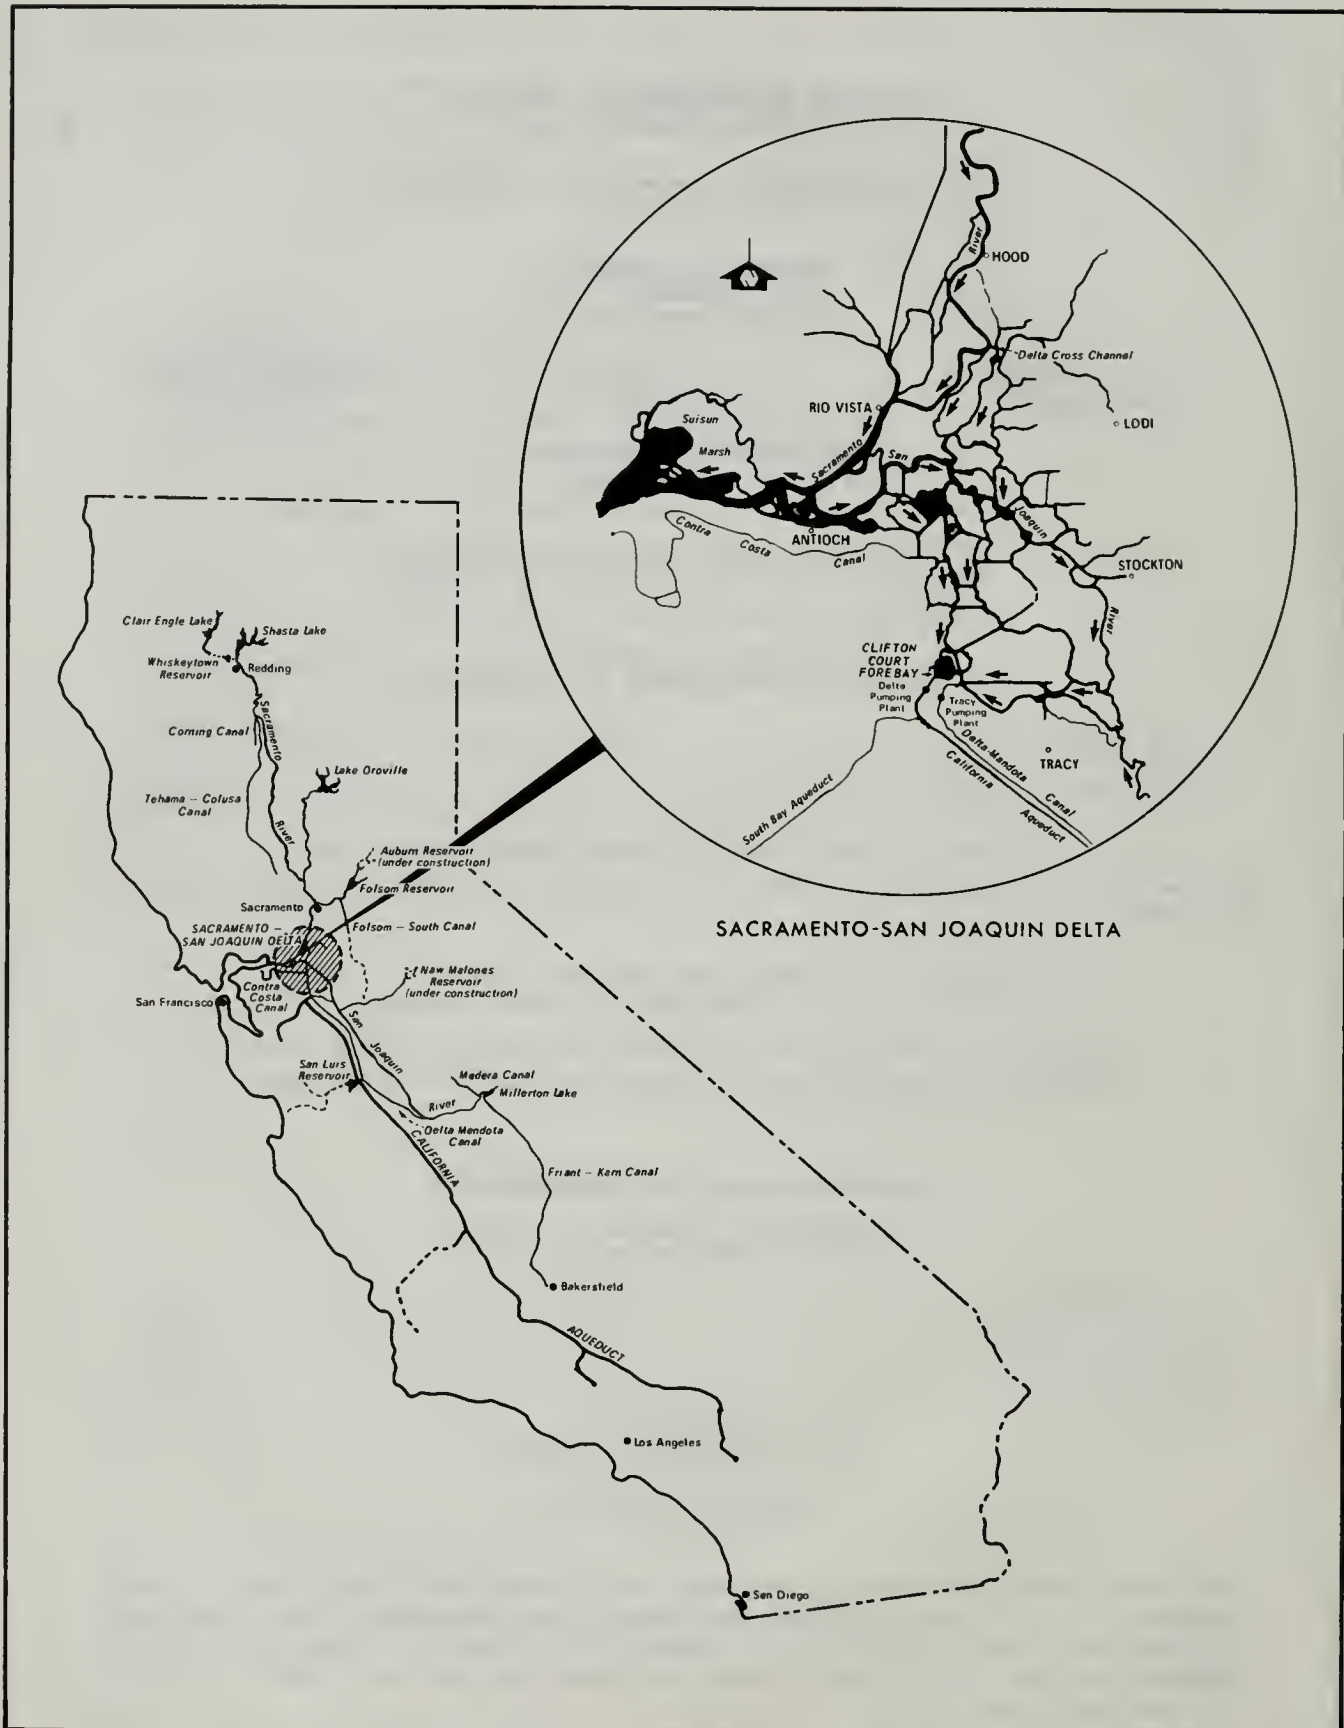 River
HOOD
Delta Cross Channel
RIO VISTA
LODI
Suisun
Marsh
Sacramento
San
Joaquin
River
Contra
Costa
Canal
ANTIOCH
STOCKTON
CLIFTON
COURT
FOREBAY
Delta
Pumping
Plant
Tracy
Pumping
Plant
TRACY
Delta-Mandota
Canal
California
Aqueduct
South Bay Aqueduct
SACRAMENTO-SAN JOAQUIN DELTA
Clair Engle Lake
Shasta Lake
Whiskeytown
Reservoir
Redding
Sacramento
River
Corning Canal
Tehama - Colusa
Canal
Lake Oroville
Auburn Reservoir
(under construction)
Folsom Reservoir
Sacramento
SACRAMENTO -
SAN JOAQUIN DELTA
Folsom - South Canal
Naw Malones
Reservoir
(under construction)
San Francisco
Contra
Costa
Canal
San
Joaquin
River
San Luis
Reservoir
Madera Canal
Millerton Lake
Delta Mendota
Canal
CALIFORNIA
AQUEDUCT
Friant - Kern Canal
Bakersfield
Los Angeles
Sen Diego